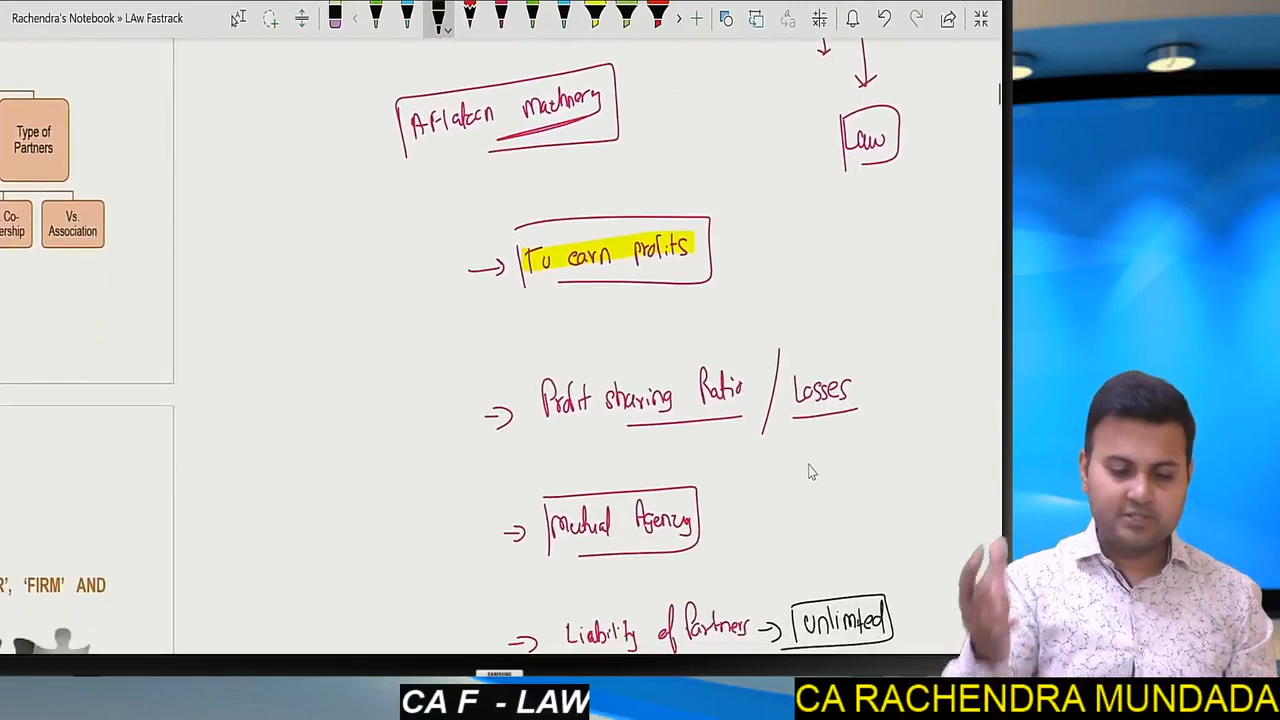 Rachendra's Notebook » LAw Fastrack
Type of
Partners
Co-
ership
Vs.
Association
Machinery
Law
→ To earn profits
→ Profit sharing Ratio / Losses
→ Mutual Agency
→ Liability of Partners → Unlimited
R', 'FIRM' AND
SAMSUNG
CA F - LAW
CA RACHENDRA MUNDADA